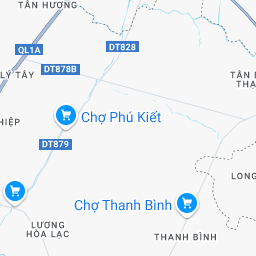 TÂN
HƯƠNG
QL1A
DT828
LÝ TÂY
DT878B
TÂN
Chợ Phú Kiết
HIỆP
DT879
LONG
Chợ Thanh Bình
LƯƠNG
HÒA LẠC
THANH BÌNH